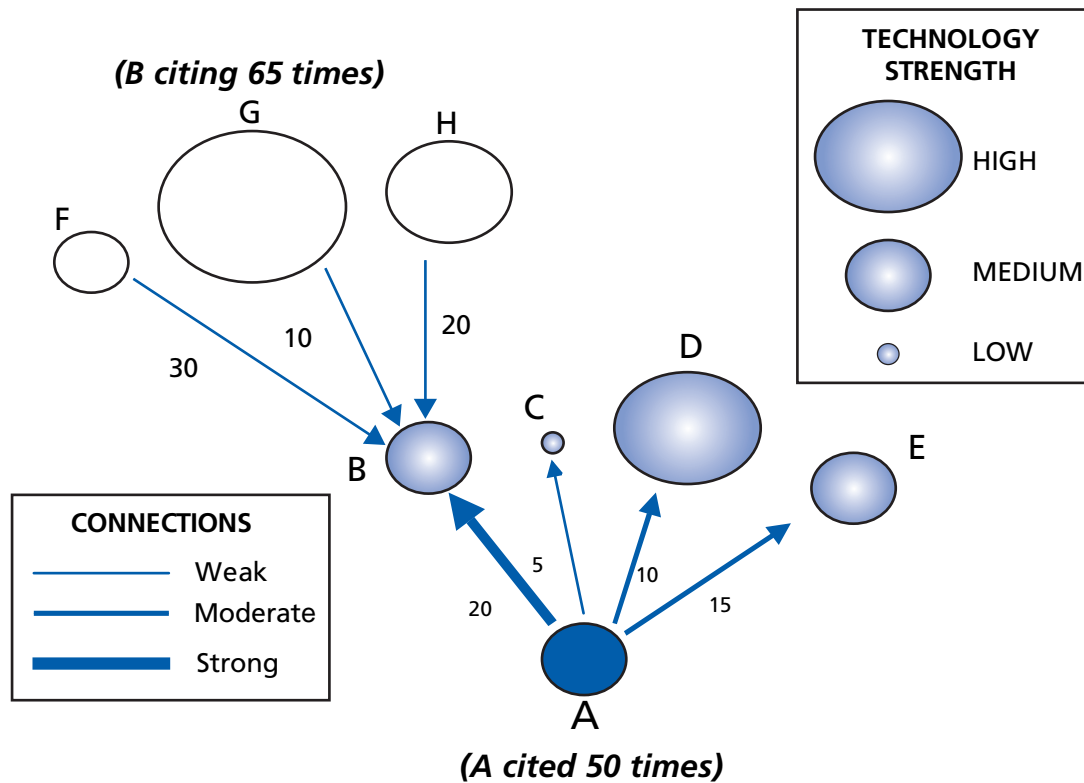 (B citing 65 times)
G
H
F
30
10
20
B
C
D
E
5
20
10
15
A
(A cited 50 times)
TECHNOLOGY
STRENGTH
HIGH
MEDIUM
LOW
CONNECTIONS
Weak
Moderate
Strong